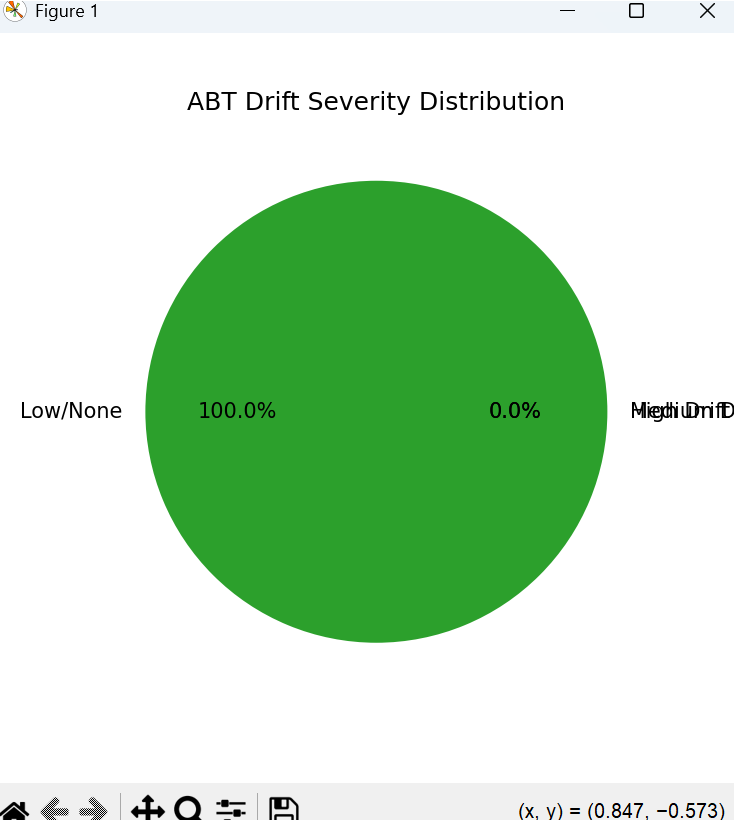 Figure 1
ABT Drift Severity Distribution
Low/None
100.0%
0.0%
(x, y) = (0.847, −0.573)